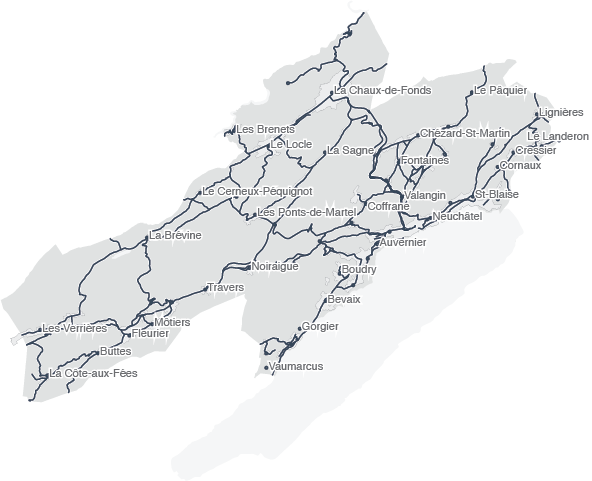 La Chaux-de-Fonds
Le Pâquier
Lignières
Les Brenets
Chézard-St-Martin
Le Landeron
Le Locle
La Sagne
Cressier
Fontaines
Cornaux
Le Cerneux-Péquignot
Valangin
St-Blaise
Coffrane
Les Ponts-de-Martel
Neuchâtel
La Brévine
Auvernier
Noiraigue
Boudry
Travers
Bevaix
Môtiers
Gorgier
Les Verrières
Fleurier
Buttes
Vaumarcus
La Côte-aux-Fées